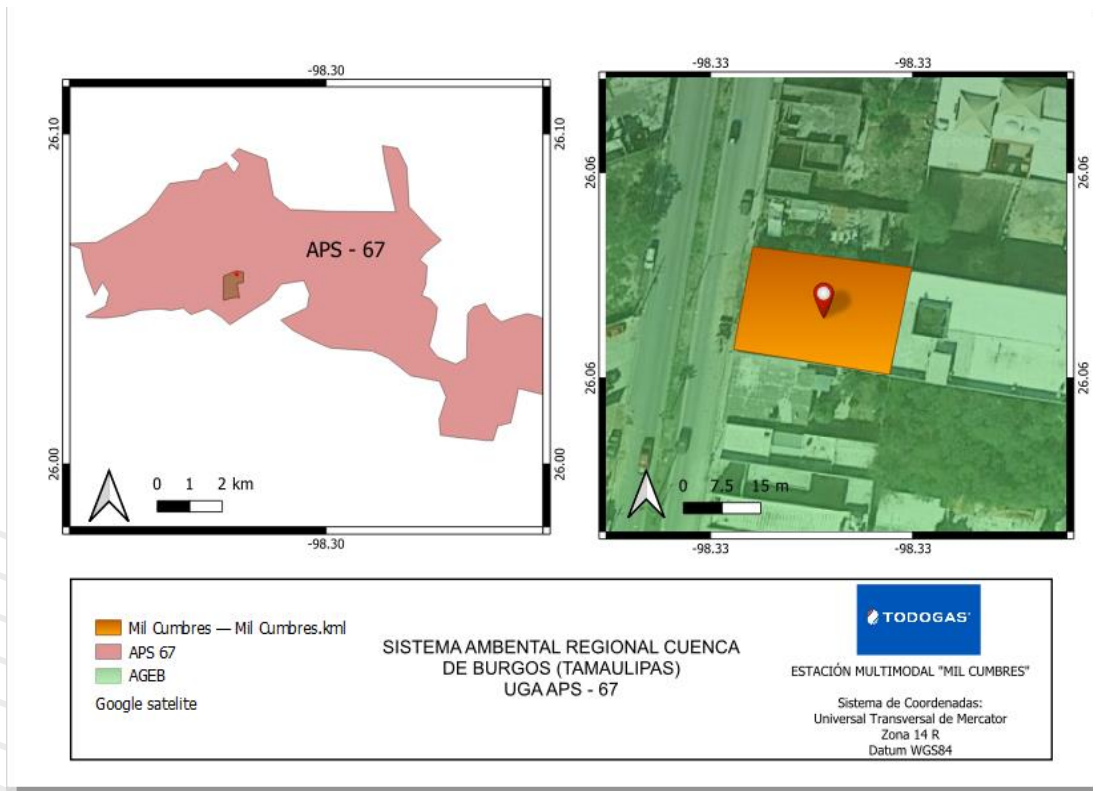 -98.30
26.10
26.10
APS - 67
26.00
26.00
0 1 2 km
-98.30
-98.33 -98.33
26.06
26.06
26.06
26.06
0 7.5 15 m
-98.33 -98.33
Mil Cumbres — Mil Cumbres.kml
APS 67
AGEB
Google satelite
SISTEMA AMBENTAL REGIONAL CUENCA
DE BURGOS (TAMAULIPAS)
UGA APS - 67
TODOGAS
ESTACIÓN MULTIMODAL "MIL CUMBRES"
Sistema de Coordenadas:
Universal Transversal de Mercator
Zona 14 R
Datum WGS84